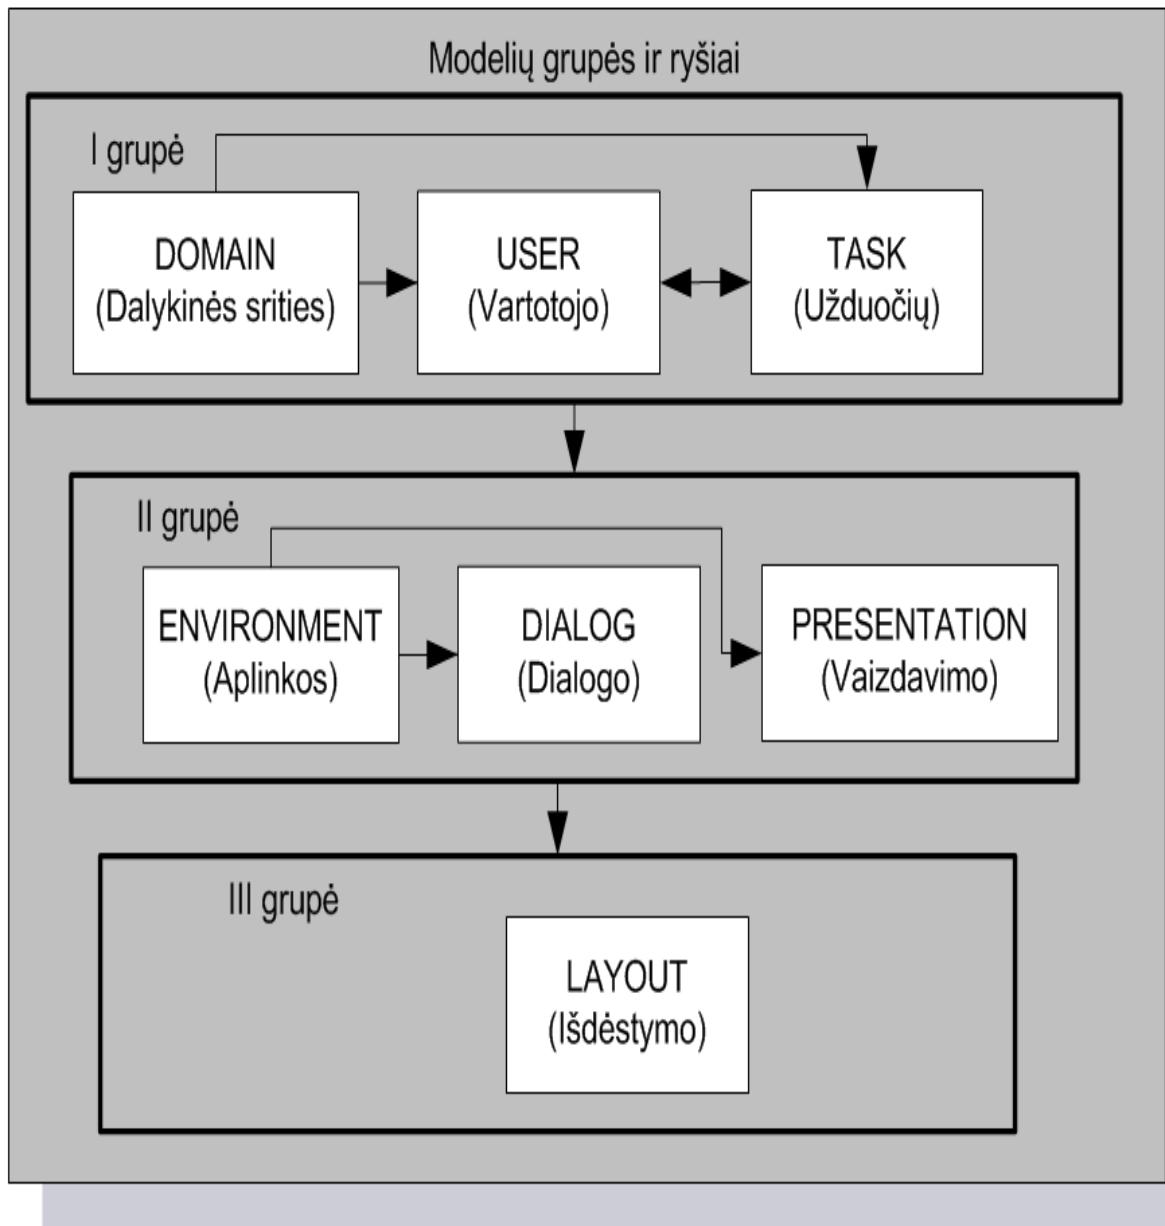 Modelių grupės ir ryšiai
I grupė
DOMAIN
(Dalykinės srities)
USER
(Vartotojo)
TASK
(Užduočių)
II grupė
ENVIRONMENT
(Aplinkos)
DIALOG
(Dialogo)
PRESENTATION
(Vaizdavimo)
III grupė
LAYOUT
(Išdėstymo)